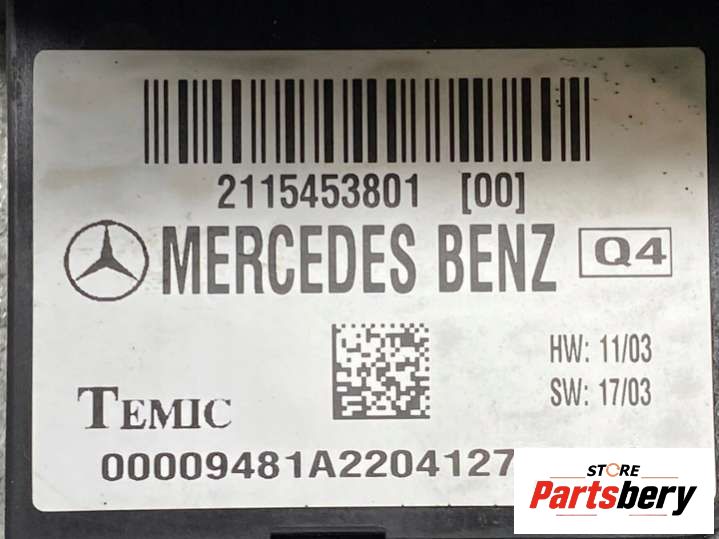 2115453801 [00]
MERCEDES BENZ Q4
HW: 11/03
SW: 17/03
TEMIC
00009481A2204127
STORE
Partsbery